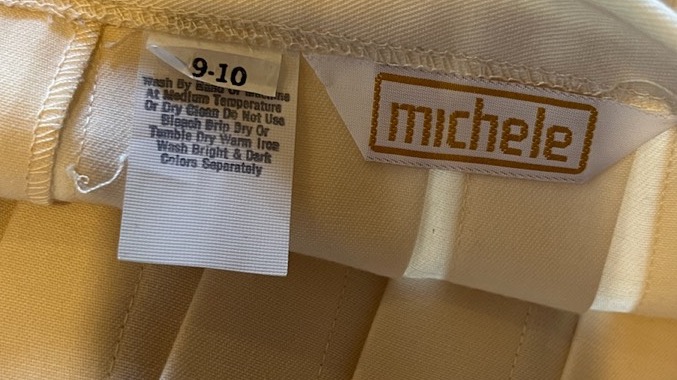 9-10
Wash By Hand Or Machine
At Medium Temperature
Or Dry Clean Do Not Use
Bleach Drip Dry Or
Tumble Dry Warm Iron
Wash Bright & Dark
Colors Separately
michele